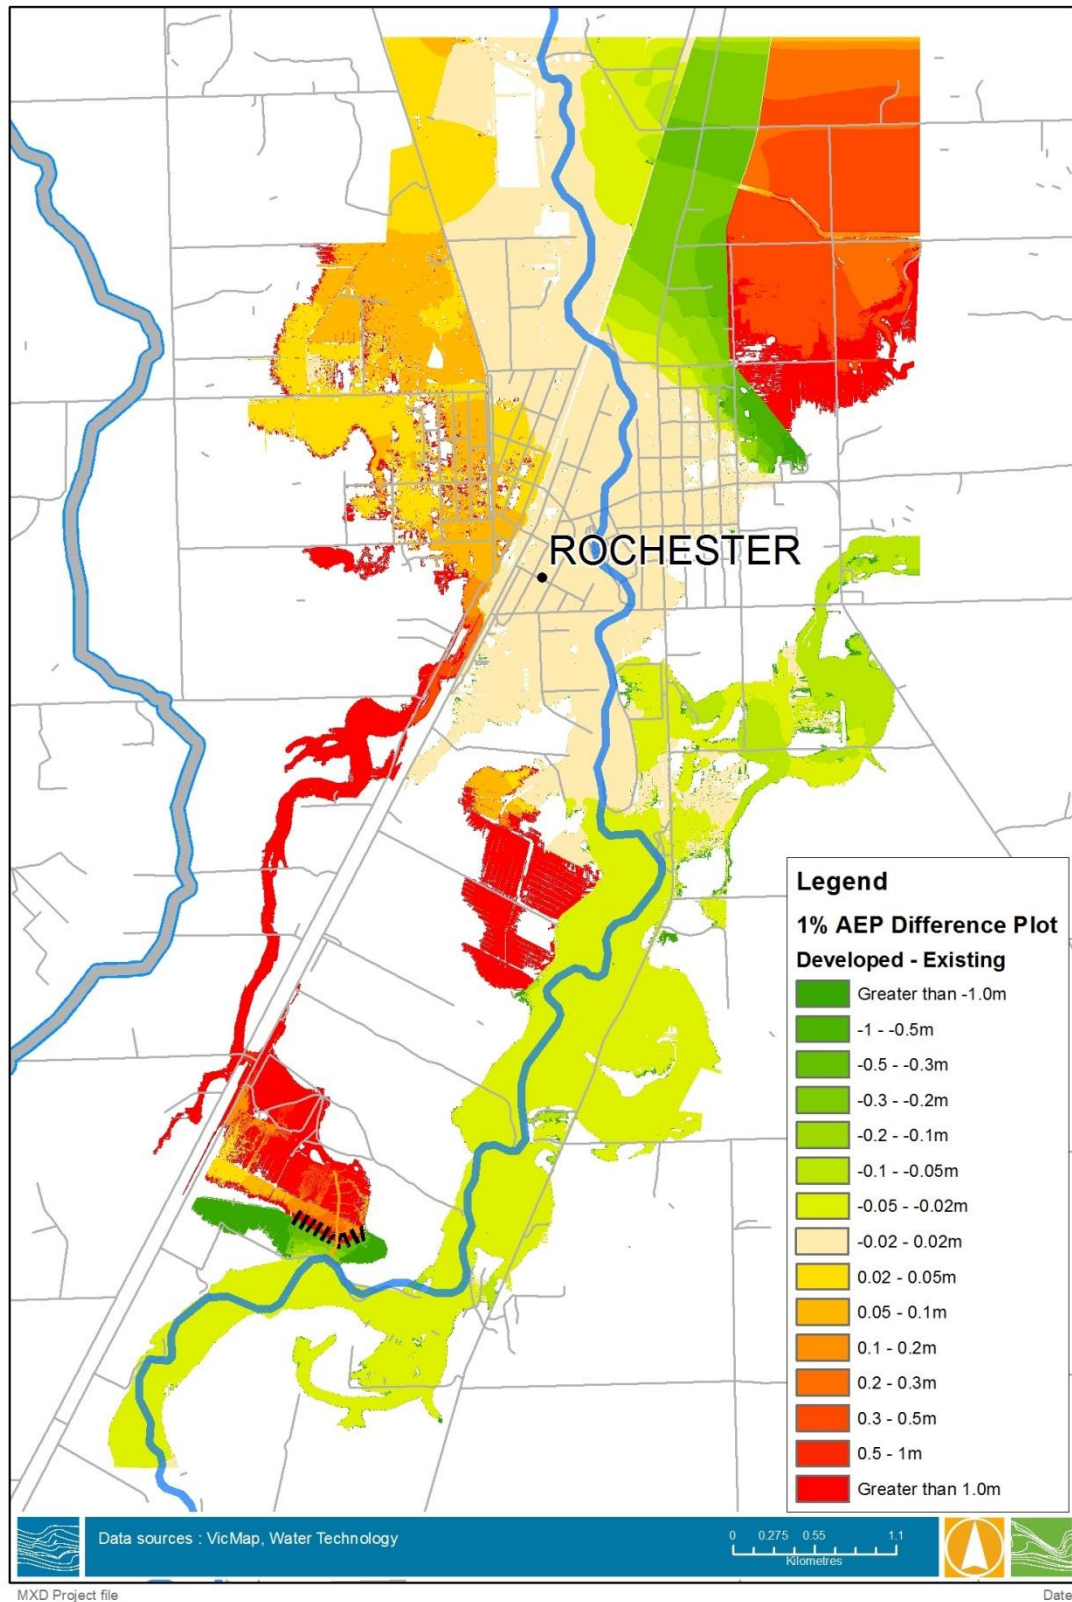 ROCHESTER
Legend
1% AEP Difference Plot
Developed - Existing
Greater than -1.0m
-1 - -0.5m
-0.5 - -0.3m
-0.3 - -0.2m
-0.2 - -0.1m
-0.1 - -0.05m
-0.05 - -0.02m
-0.02 - 0.02m
0.02 - 0.05m
0.05 - 0.1m
0.1 - 0.2m
0.2 - 0.3m
0.3 - 0.5m
0.5 - 1m
Greater than 1.0m
Data sources : VicMap, Water Technology
0 0.275 0.55 1.1
Kilometres
MXD Project file
Date